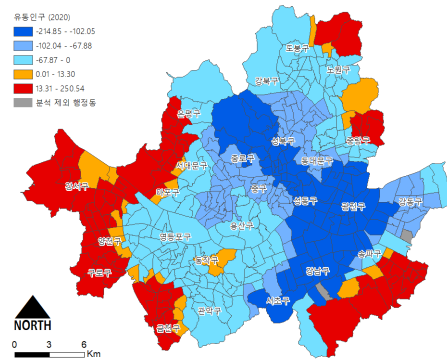 유동인구 (2020)
-214.85 - -102.05
-102.04 - -67.88
-67.87 - 0
0.01 - 13.30
13.31 - 250.54
분석 제외 행정동
도봉구
노원구
강북구
은평구
성북구
중랑구
종로구
동대문구
서대문구
마포구
강서구
중구
성동구
광진구
강동구
용산구
양천구
영등포구
동작구
송파구
구로구
강남구
서초구
관악구
금천구
NORTH
0 3 6
Km